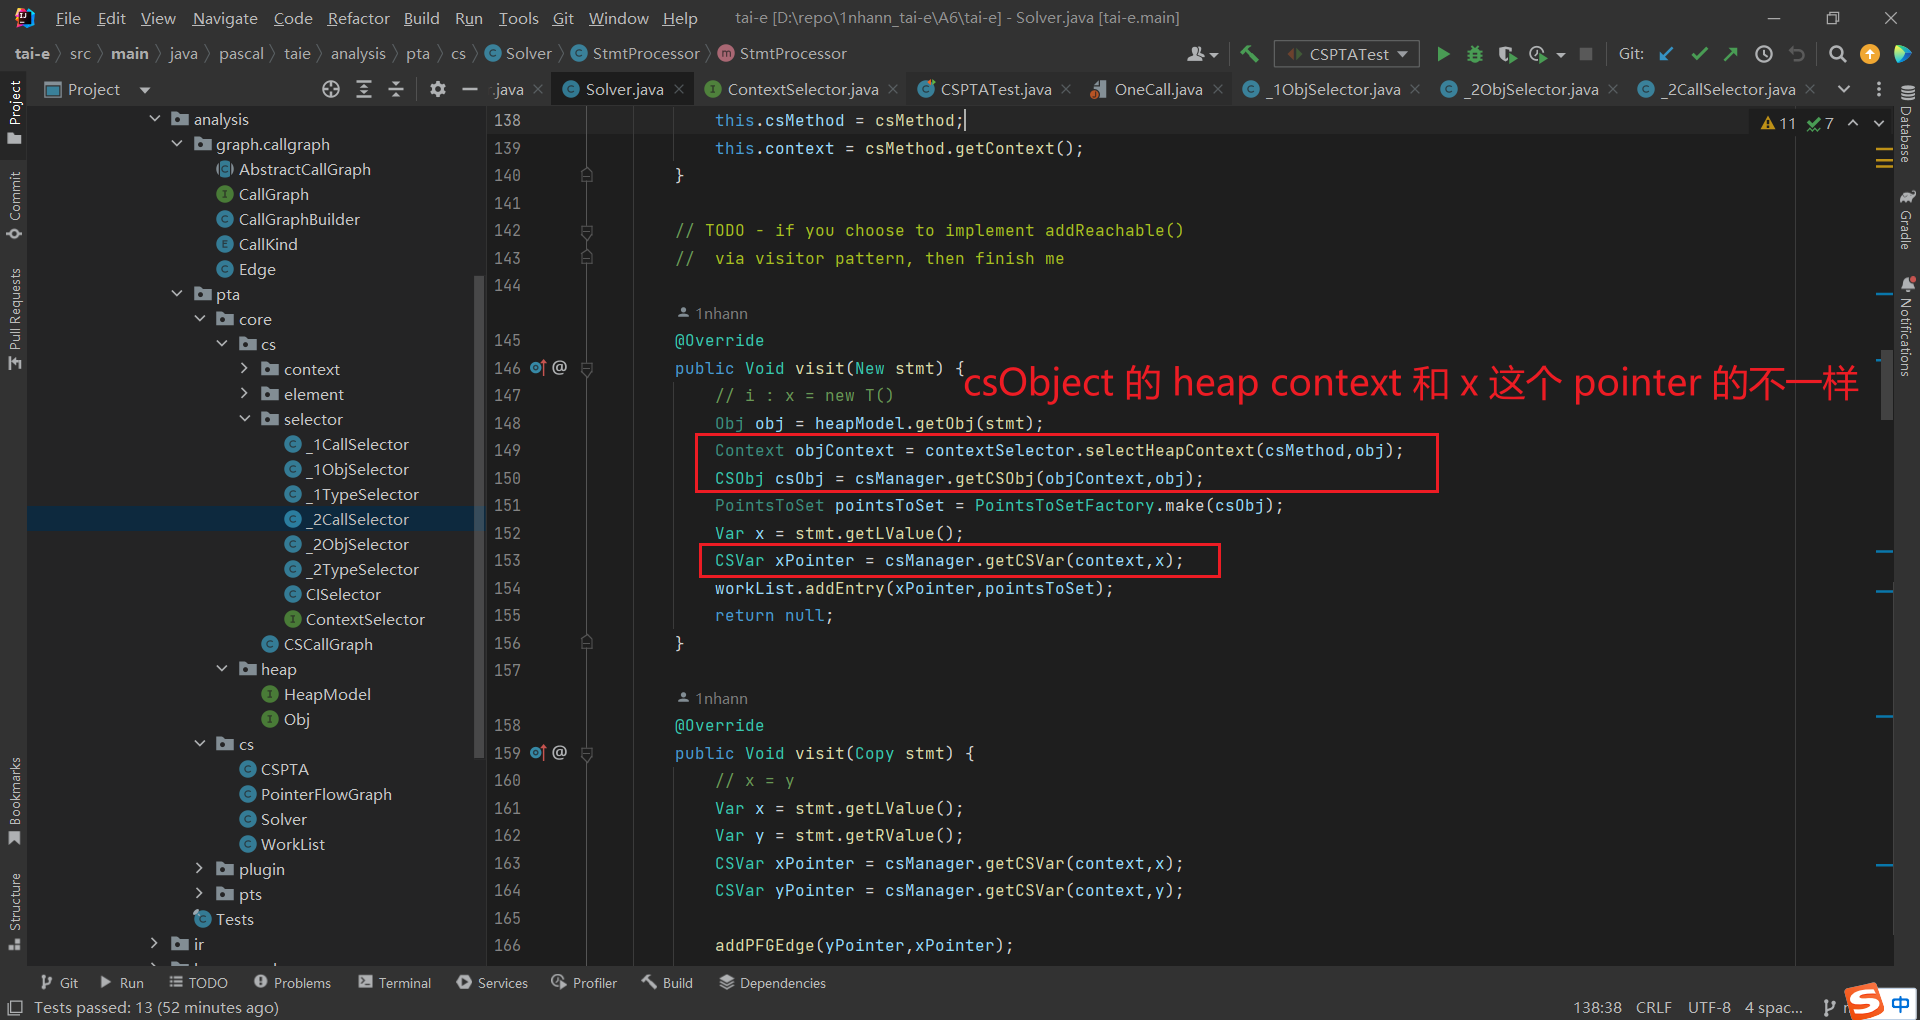 File Edit View Navigate Code Refactor Build Run Tools Git Window Help tai-e [D:\repo\1nhann_tai-e\A6\tai-e] - Solver.java [tai-e.main]
tai-e src main java pascal taie analysis pta cs Solver StmtProcessor StmtProcessor CSPTATest Git:
Project .java Solver.java ContextSelector.java CSPTATest.java OneCall.java _1ObjSelector.java _2ObjSelector.java _2CallSelector.java
Project
Commit
Pull Requests
Bookmarks
Structure
analysis
graph.callgraph
AbstractCallGraph
CallGraph
CallGraphBuilder
CallKind
Edge
pta
core
cs
context
element
selector
_1CallSelector
_1ObjSelector
_1TypeSelector
_2CallSelector
_2ObjSelector
_2TypeSelector
CISelector
ContextSelector
CSCallGraph
heap
HeapModel
Obj
cs
CSPTA
PointerFlowGraph
Solver
WorkList
plugin
pts
Tests
ir
138 this.csMethod = csMethod;
11 7
139 this.context = csMethod.getContext();
140 }
141
142 // TODO - if you choose to implement addReachable()
143 //  via visitor pattern, then finish me
144
1nhann
145 @Override
146 public Void visit(New stmt) {
csObject 的 heap context 和 x 这个 pointer 的不一样
147 // i : x = new T()
148 Obj obj = heapModel.getObj(stmt);
149 Context objContext = contextSelector.selectHeapContext(csMethod,obj);
150 CSObj csObj = csManager.getCSObj(objContext,obj);
151 PointsToSet pointsToSet = PointsToSetFactory.make(csObj);
152 Var x = stmt.getLValue();
153 CSVar xPointer = csManager.getCSVar(context,x);
154 workList.addEntry(xPointer,pointsToSet);
155 return null;
156 }
157
1nhann
158 @Override
159 public Void visit(Copy stmt) {
160 // x = y
161 Var x = stmt.getLValue();
162 Var y = stmt.getRValue();
163 CSVar xPointer = csManager.getCSVar(context,x);
164 CSVar yPointer = csManager.getCSVar(context,y);
165
166 addPFGEdge(yPointer,xPointer);
Database
Gradle
Notifications
Git Run TODO Problems Terminal Services Profiler Build Dependencies
Tests passed: 13 (52 minutes ago) 138:38 CRLF UTF-8 4 spac...
中